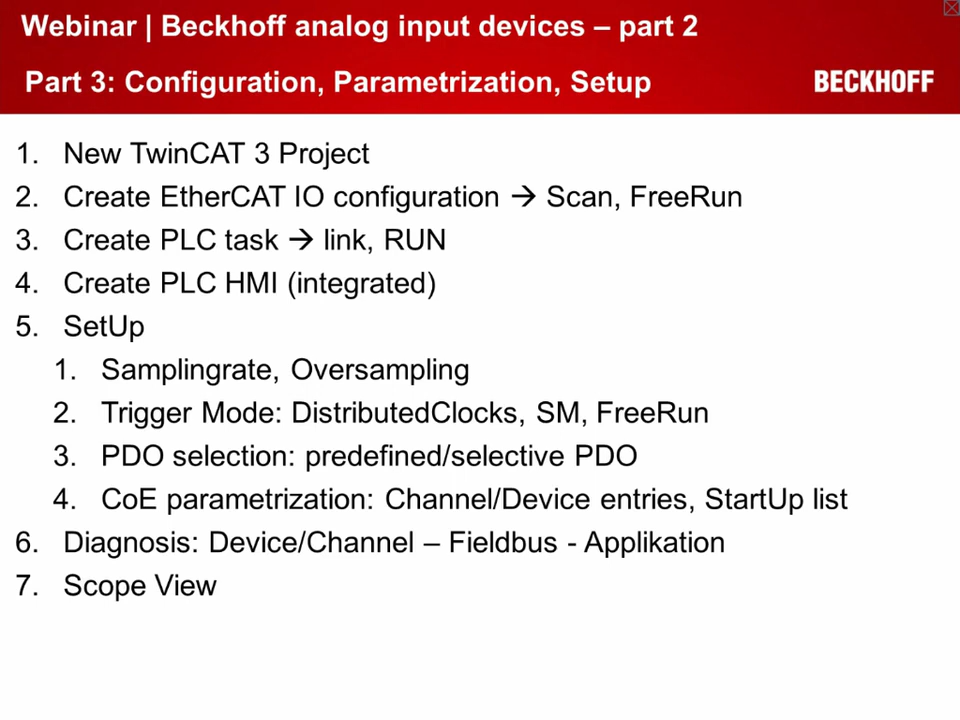 Webinar | Beckhoff analog input devices – part 2
Part 3: Configuration, Parametrization, Setup
BECKHOFF
1. New TwinCAT 3 Project
2. Create EtherCAT IO configuration → Scan, FreeRun
3. Create PLC task → link, RUN
4. Create PLC HMI (integrated)
5. SetUp
1. Samplingrate, Oversampling
2. Trigger Mode: DistributedClocks, SM, FreeRun
3. PDO selection: predefined/selective PDO
4. CoE parametrization: Channel/Device entries, StartUp list
6. Diagnosis: Device/Channel – Fieldbus - Applikation
7. Scope View